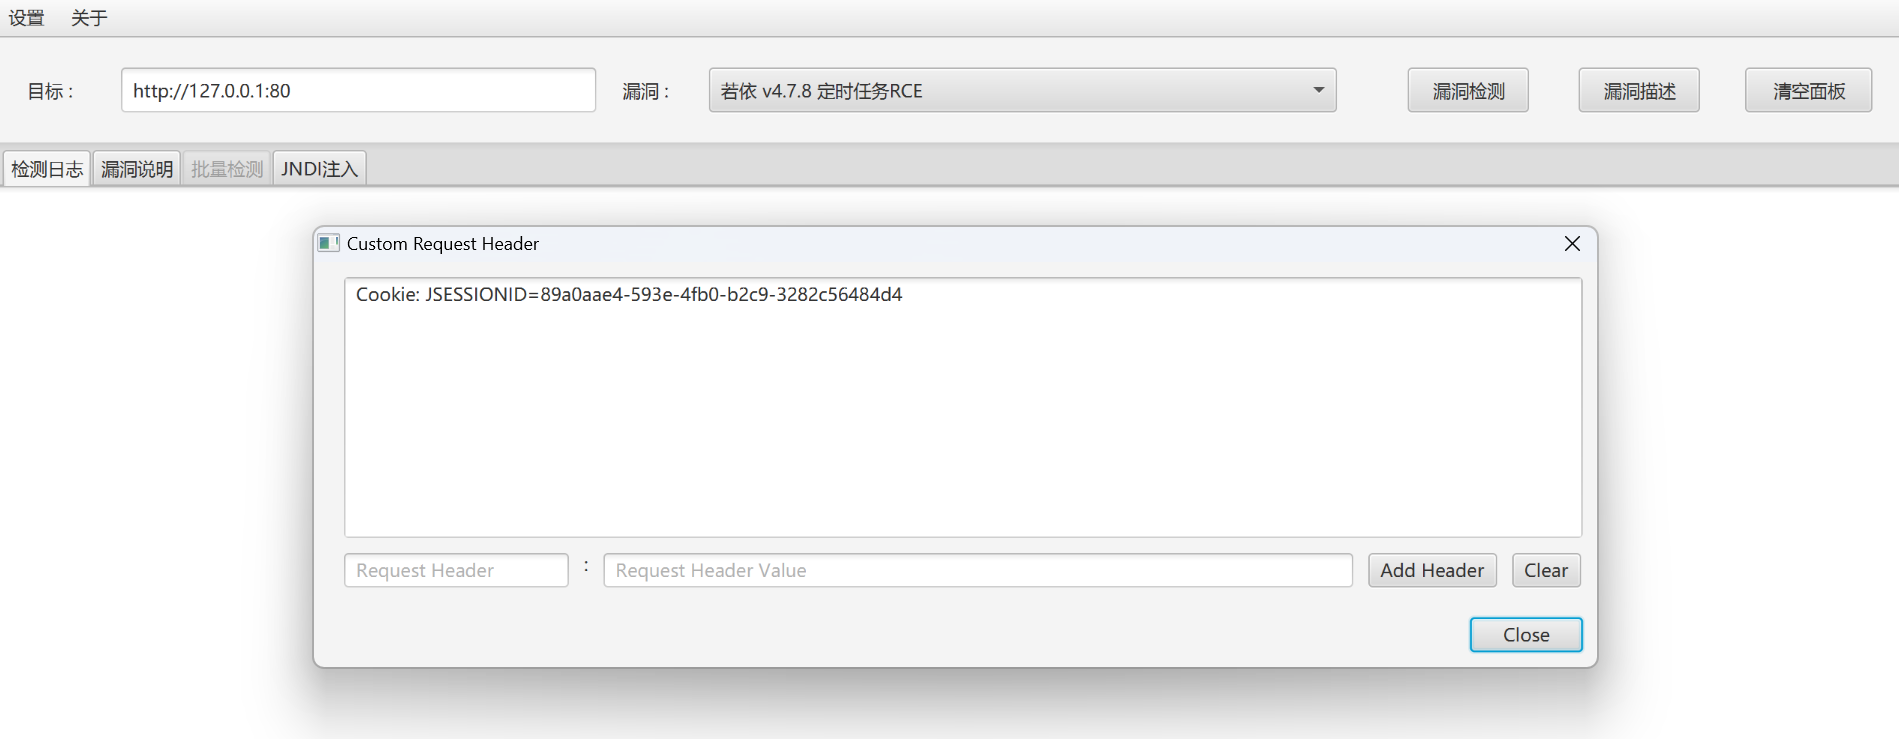 设置 关于
目标： http://127.0.0.1:80 漏洞： 若依 v4.7.8 定时任务RCE 漏洞检测 漏洞描述 清空面板
检测日志 漏洞说明 批量检测 JNDI注入
Custom Request Header
Cookie: JSESSIONID=89a0aae4-593e-4fb0-b2c9-3282c56484d4
Request Header : Request Header Value Add Header Clear
Close